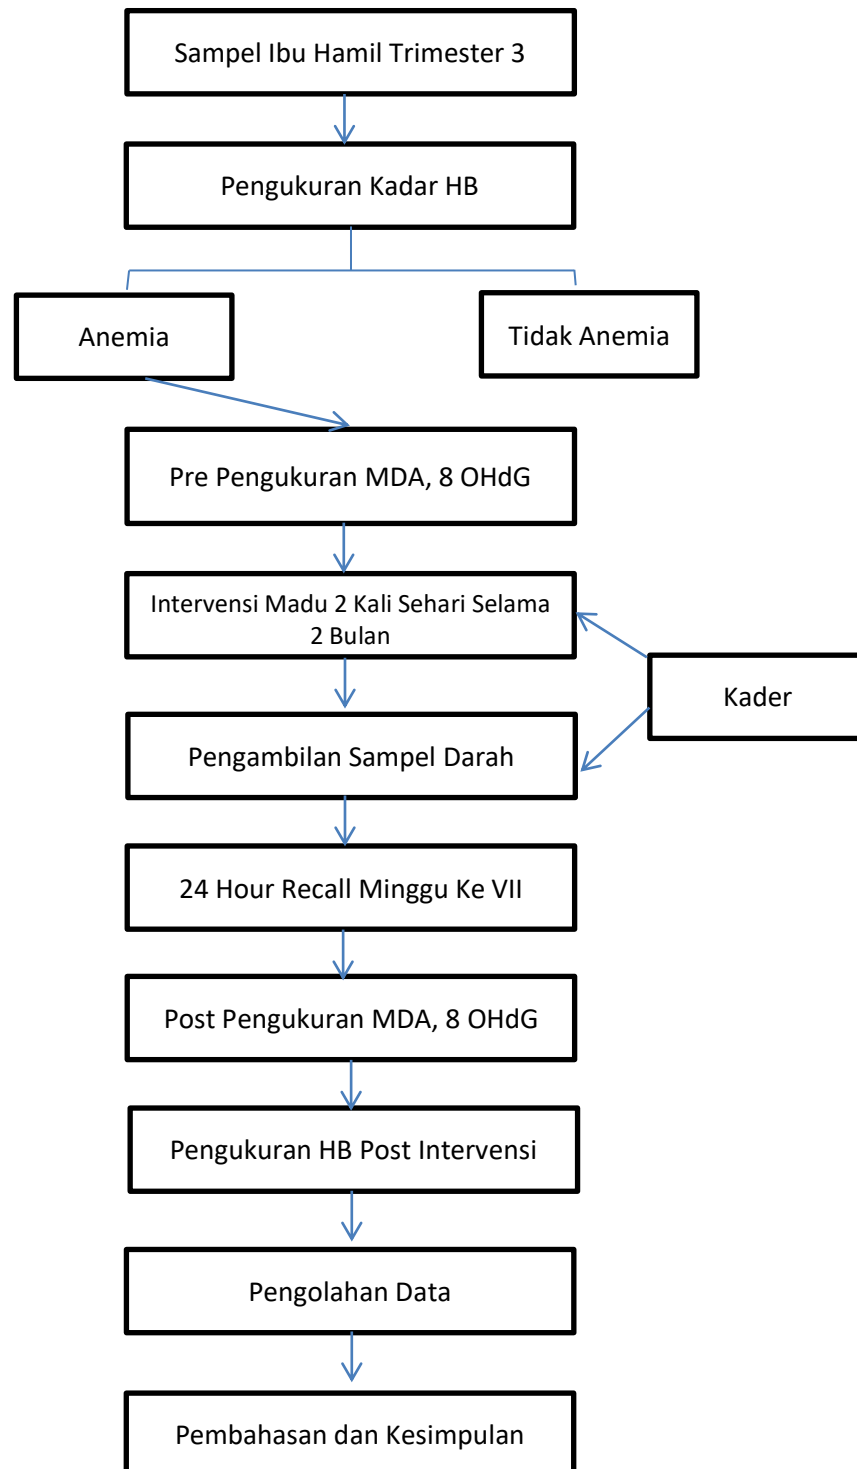 Sampel Ibu Hamil Trimester 3
Pengukuran Kadar HB
Anemia
Tidak Anemia
Pre Pengukuran MDA, 8 OHdG
Intervensi Madu 2 Kali Sehari Selama
2 Bulan
Kader
Pengambilan Sampel Darah
24 Hour Recall Minggu Ke VII
Post Pengukuran MDA, 8 OHdG
Pengukuran HB Post Intervensi
Pengolahan Data
Pembahasan dan Kesimpulan